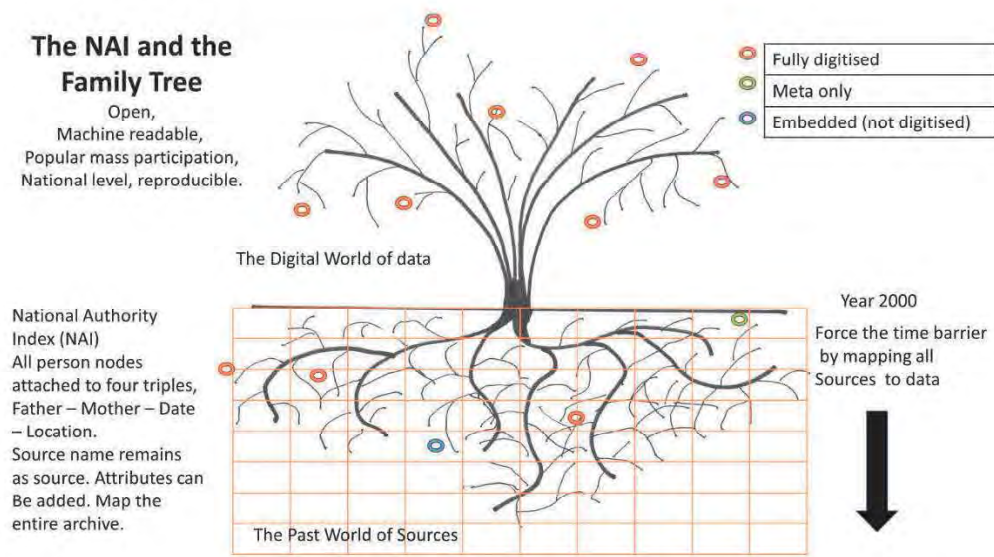 The NAI and the
Family Tree
Open,
Machine readable,
Popular mass participation,
National level, reproducible.
Fully digitised
Meta only
Embedded (not digitised)
The Digital World of data
National Authority
Index (NAI)
All person nodes
attached to four triples,
Father – Mother – Date
– Location.
Source name remains
as source. Attributes can
Be added. Map the
entire archive.
Year 2000
Force the time barrier
by mapping all
Sources to data
The Past World of Sources